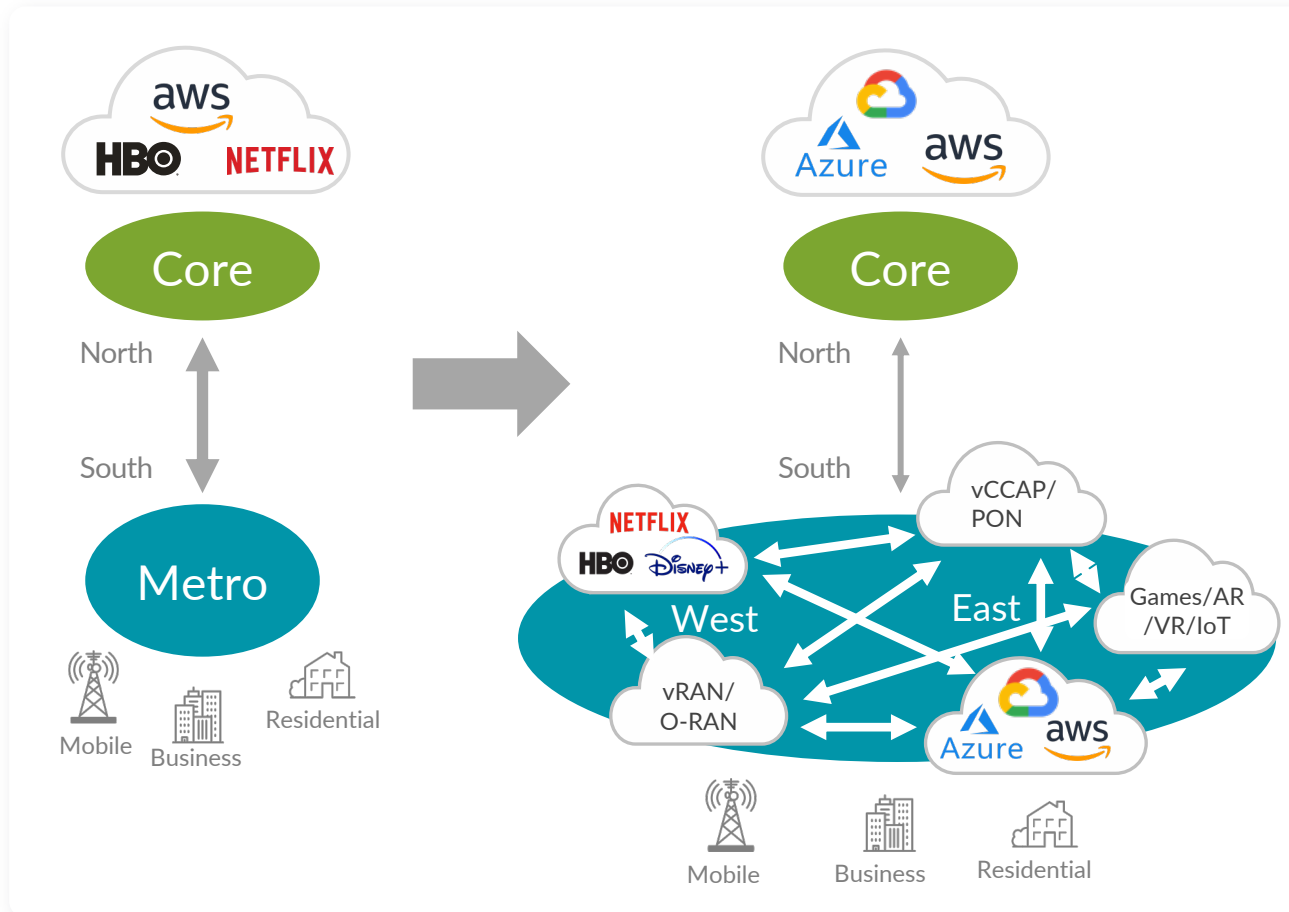 aws
HBO
NETFLIX
Core
North
South
Metro
Mobile
Business
Residential
Azure
aws
Core
North
South
NETFLIX
HBO
Disney+
vCCAP/
PON
Games/AR
/VR/IoT
West
East
vRAN/
O-RAN
Azure
aws
Mobile
Business
Residential